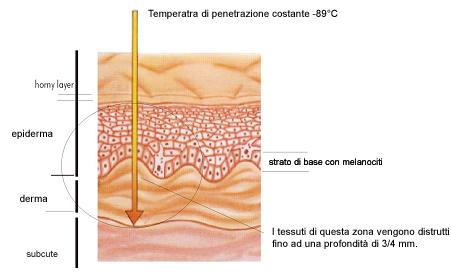 Temperatra di penetrazione costante -89°C
horny layer
epiderma
strato di base con melanociti
derma
I tessuti di questa zona vengono distrutti
fino ad una profondità di 3/4 mm.
subcute